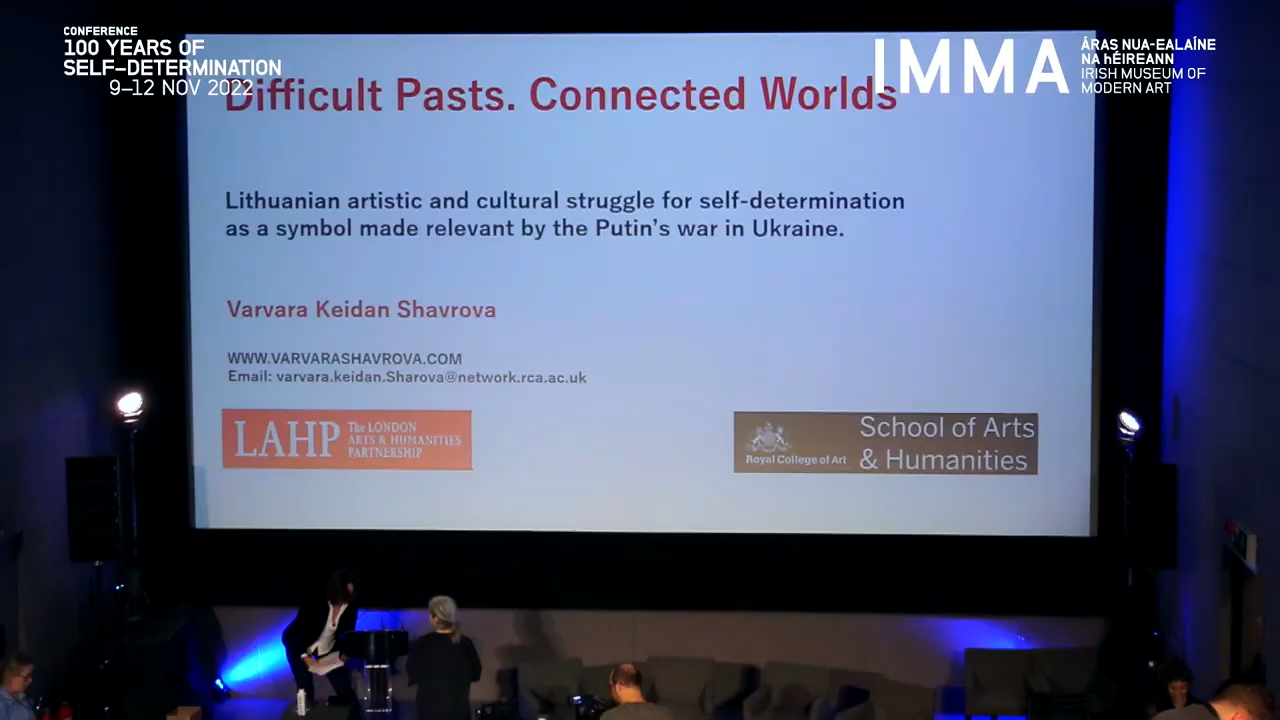 CONFERENCE
100 YEARS OF
SELF-DETERMINATION
9–12 NOV 2022
IMMA
ÁRAS NUA-EALAÍNE
NA hÉIREANN
IRISH MUSEUM OF
MODERN ART
Difficult Pasts. Connected Worlds
Lithuanian artistic and cultural struggle for self-determination
as a symbol made relevant by the Putin's war in Ukraine.
Varvara Keidan Shavrova
WWW.VARVARASHAVROVA.COM
Email: varvara.keidan.Sharova@network.rca.ac.uk
LAHP
The LONDON
ARTS & HUMANITIES
PARTNERSHIP
Royal College of Art
School of Arts
& Humanities